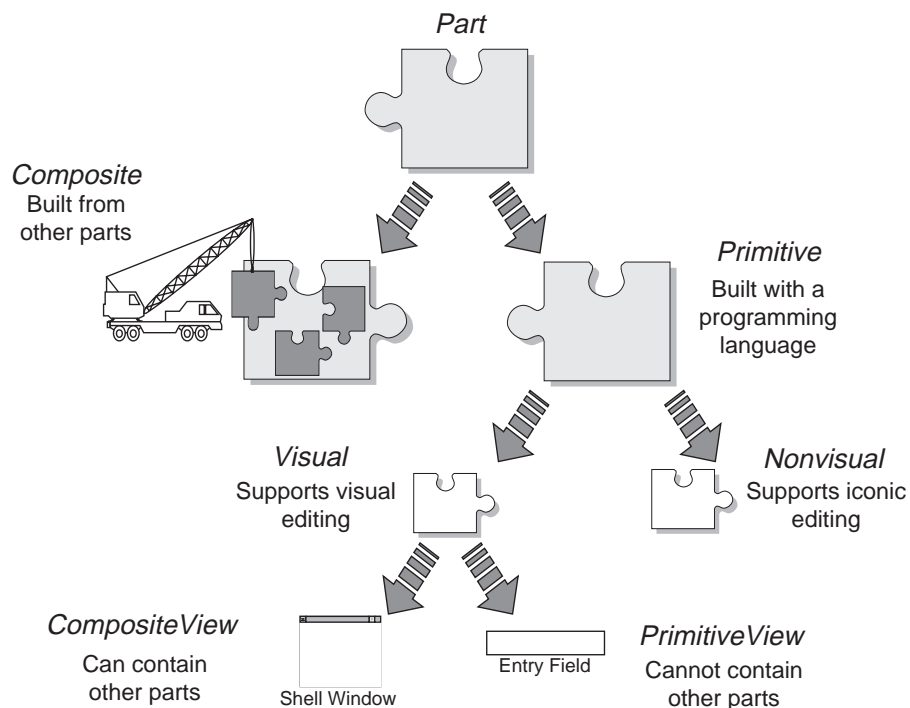 Part
Composite
Built from
other parts
Primitive
Built with a
programming
language
Visual
Supports visual
editing
Nonvisual
Supports iconic
editing
CompositeView
Can contain
other parts
Shell Window
Entry Field
PrimitiveView
Cannot contain
other parts